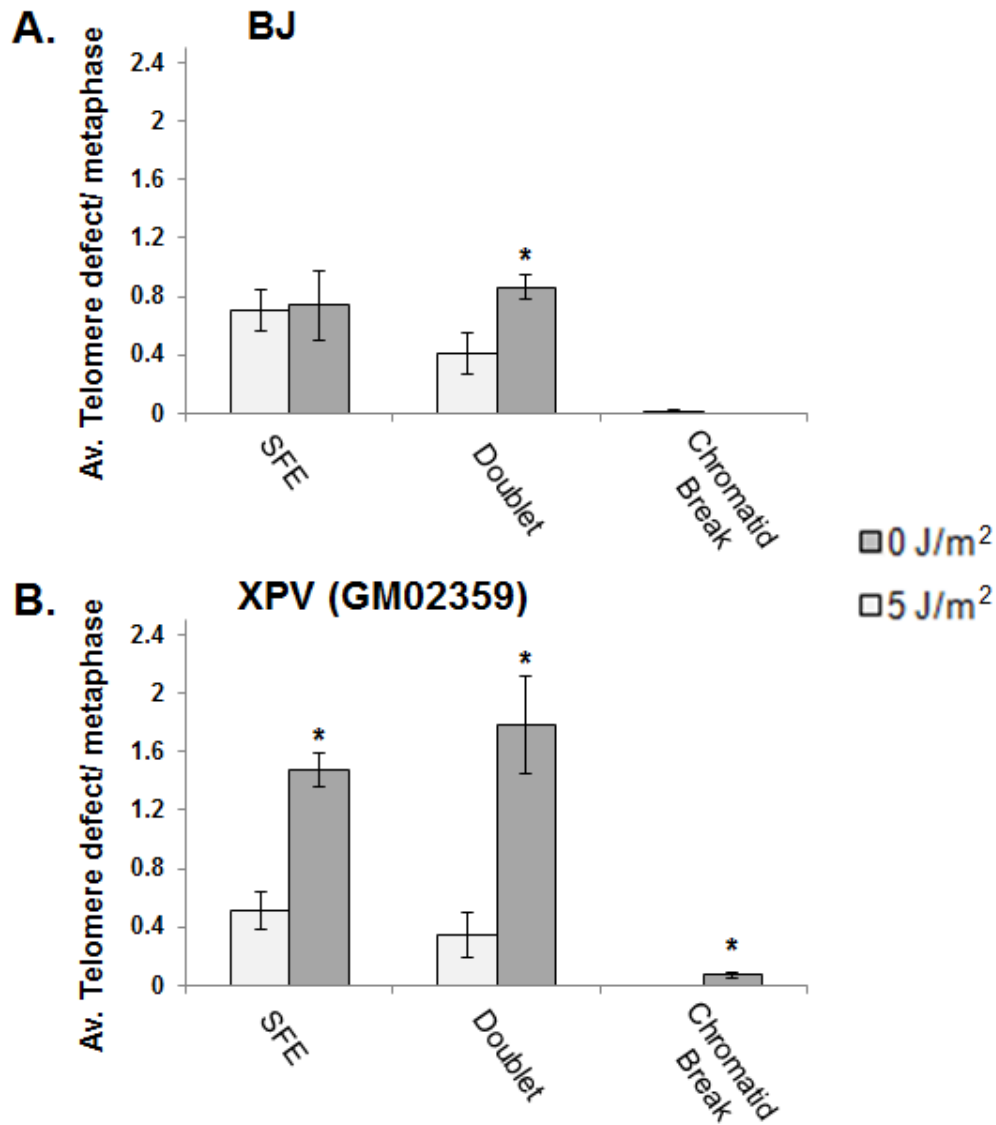 A.
BJ
Av. Telomere defect/ metaphase
2.4
2
1.6
1.2
0.8
0.4
0
*
SFE
Doublet
Chromatid
Break
0 J/m²
5 J/m²
B.
XPV (GM02359)
Av. Telomere defect/ metaphase
2.4
2
1.6
1.2
0.8
0.4
0
*
*
*
SFE
Doublet
Chromatid
Break